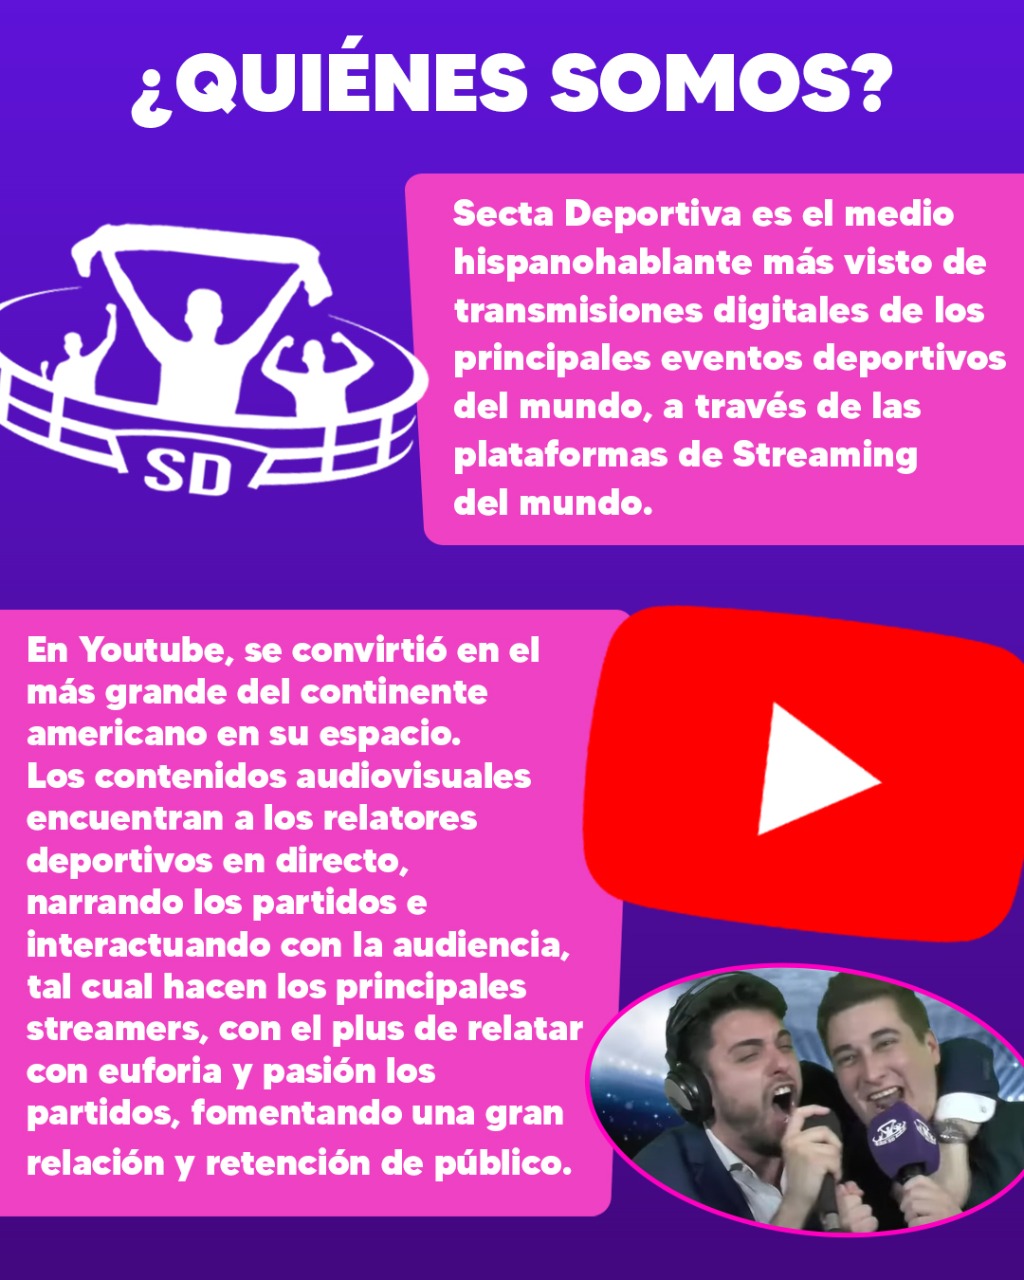 ¿QUIÉNES SOMOS?
Secta Deportiva es el medio
hispanohablante más visto de
transmisiones digitales de los
principales eventos deportivos
del mundo, a través de las
plataformas de Streaming
del mundo.
SD
En Youtube, se convirtió en el
más grande del continente
americano en su espacio.
Los contenidos audiovisuales
encuentran a los relatores
deportivos en directo,
narrando los partidos e
interactuando con la audiencia,
tal cual hacen los principales
streamers, con el plus de relatar
con euforia y pasión los
partidos, fomentando una gran
relación y retención de público.